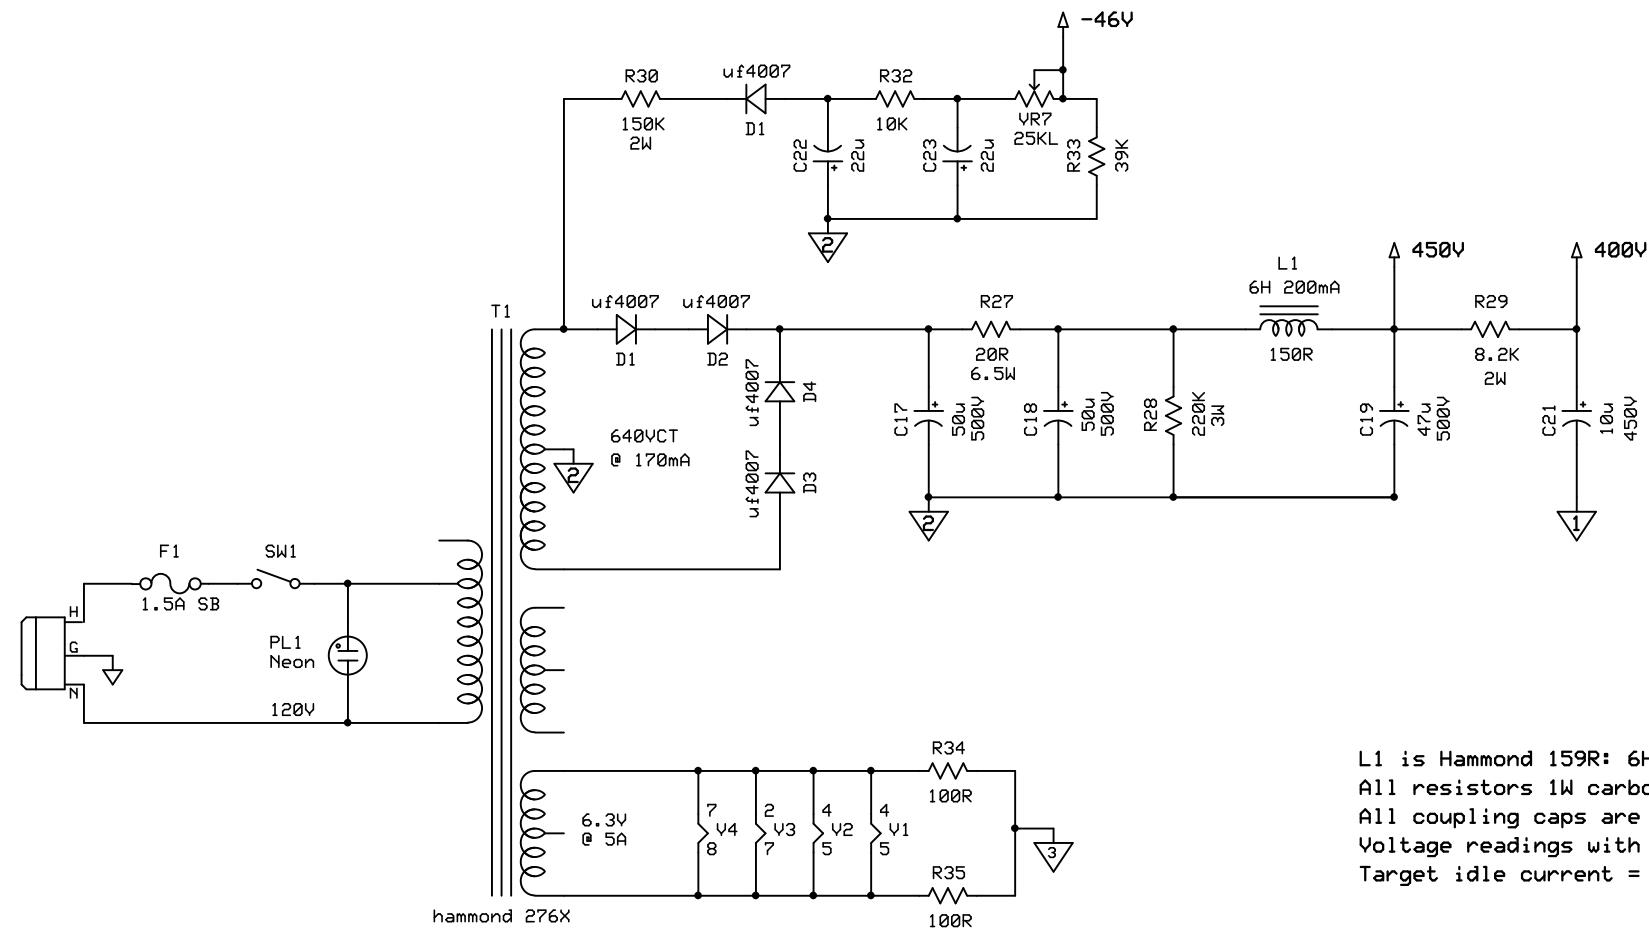 -46V
uf4007
R30
150K
2W
D1
R32
10K
VR7
25KL
C22
22u
C23
22u
R33
39K
2
450V
400V
L1
6H 200mA
150R
T1
uf4007
D1
uf4007
D2
R27
20R
6.5W
R29
8.2K
2W
uf4007
D4
uf4007
D3
640VCT
@ 170mA
2
C17
50u
500V
C18
50u
500V
R28
220K
3W
C19
47u
500V
C21
10u
450V
2
1
F1
1.5A SB
SW1
H
G
N
PL1
Neon
120V
6.3V
@ 5A
7
V4
8
2
V3
7
4
V2
5
4
V1
5
R34
100R
R35
100R
3
hammond 276X
L1 is Hammond 159R: 6H
All resistors 1W carbo
All coupling caps are
Voltage readings with
Target idle current =